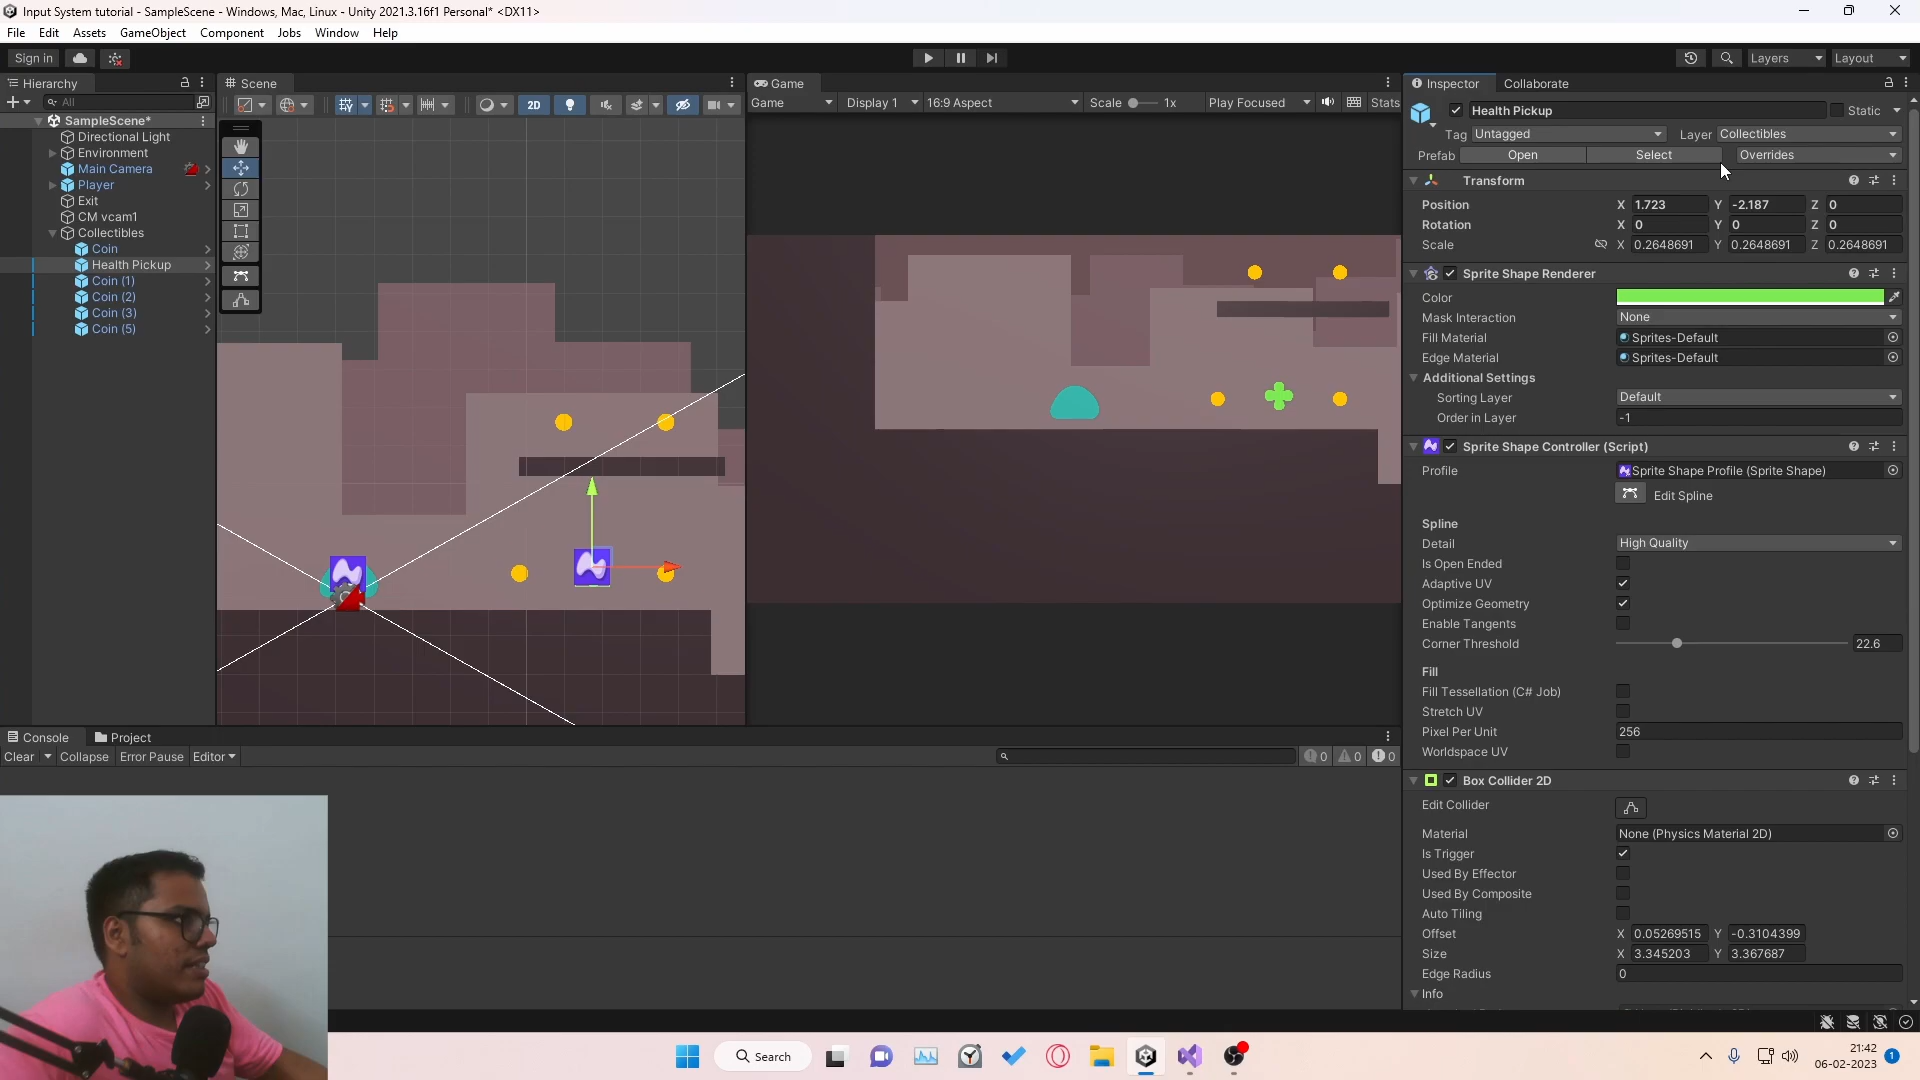 Input System tutorial - SampleScene - Windows, Mac, Linux - Unity 2021.3.16f1 Personal* <DX11>
File Edit Assets GameObject Component Jobs Window Help
Sign in
Layers
Layout
Hierarchy
All
SampleScene*
Directional Light
Environment
Main Camera
Player
Exit
CM vcam1
Collectibles
Coin
Health Pickup
Coin (1)
Coin (2)
Coin (3)
Coin (5)
Scene
2D
Game
Game Display 1 16:9 Aspect Scale 1x Play Focused Stats
Console Project
Clear Collapse Error Pause Editor
0 0 0
Inspector Collaborate
Health Pickup Static
Tag Untagged Layer Collectibles
Prefab Open Select Overrides
Transform
Position X 1.723 Y -2.187 Z 0
Rotation X 0 Y 0 Z 0
Scale X 0.2648691 Y 0.2648691 Z 0.2648691
Sprite Shape Renderer
Color
Mask Interaction None
Fill Material Sprites-Default
Edge Material Sprites-Default
Additional Settings
Sorting Layer Default
Order in Layer -1
Sprite Shape Controller (Script)
Profile Sprite Shape Profile (Sprite Shape)
Edit Spline
Spline
Detail High Quality
Is Open Ended
Adaptive UV
Optimize Geometry
Enable Tangents
Corner Threshold 22.6
Fill
Fill Tessellation (C# Job)
Stretch UV
Pixel Per Unit 256
Worldspace UV
Box Collider 2D
Edit Collider
Material None (Physics Material 2D)
Is Trigger
Used By Effector
Used By Composite
Auto Tiling
Offset X 0.05269515 Y -0.3104399
Size X 3.345203 Y 3.367687
Edge Radius 0
Info
Search
21:42
06-02-2023
1